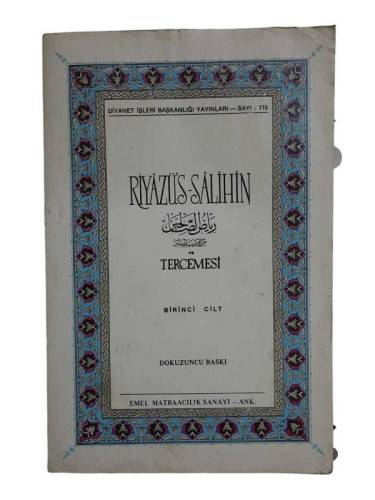 DİYANET İŞLERİ BAŞKANLIĞI YAYINLARI — SAYI : 119
RİYÂZÜ'S-SÂLİHÎN
رياض الصالحين
ve
TERCEMESİ
BİRİNCİ CİLT
DOKUZUNCU BASKI
EMEL MATBAACILIK SANAYİ — ANK.